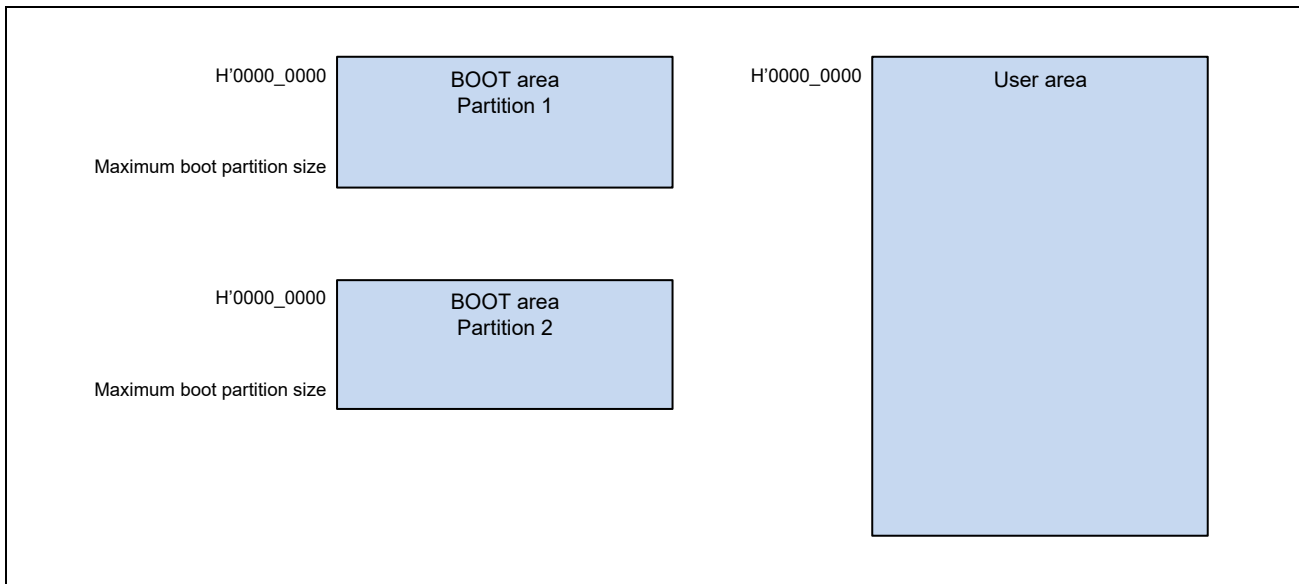 H'0000_0000
BOOT area
Partition 1
Maximum boot partition size
H'0000_0000
BOOT area
Partition 2
Maximum boot partition size
H'0000_0000
User area